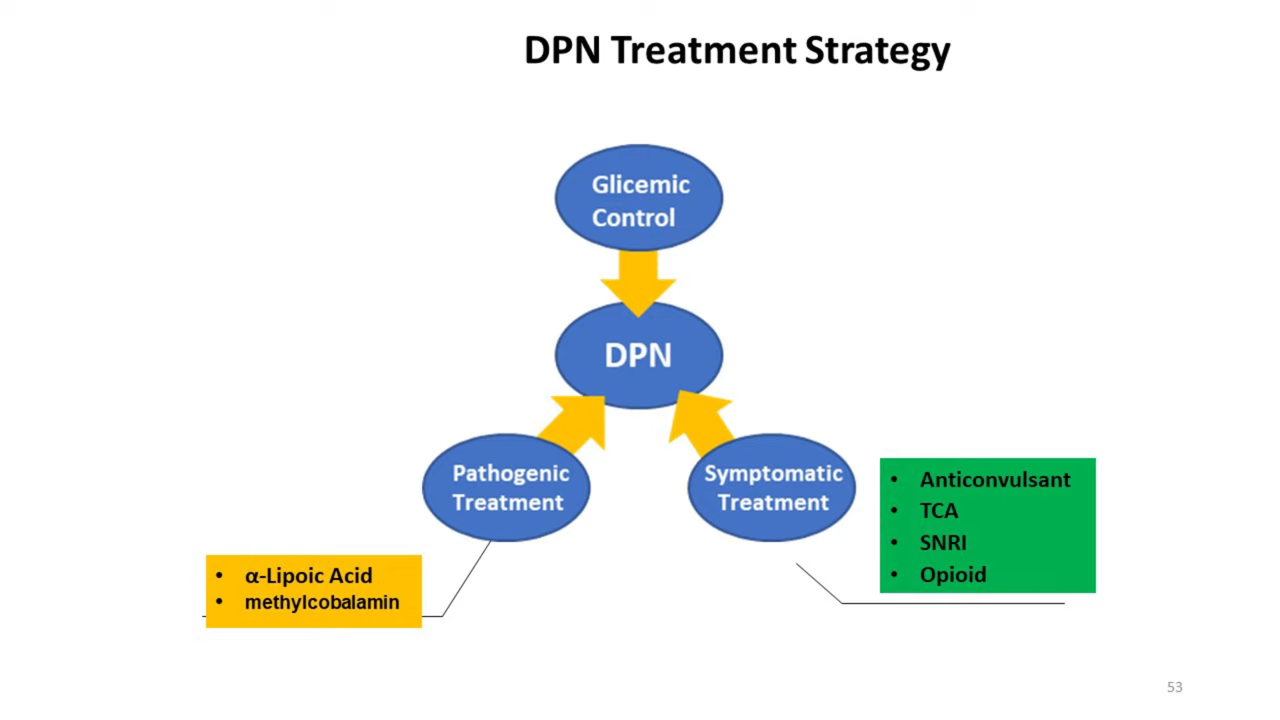 DPN Treatment Strategy
Glicemic
Control
DPN
Pathogenic
Treatment
Symptomatic
Treatment
• Anticonvulsant
• TCA
• SNRI
• Opioid
• α-Lipoic Acid
• methylcobalamin
53